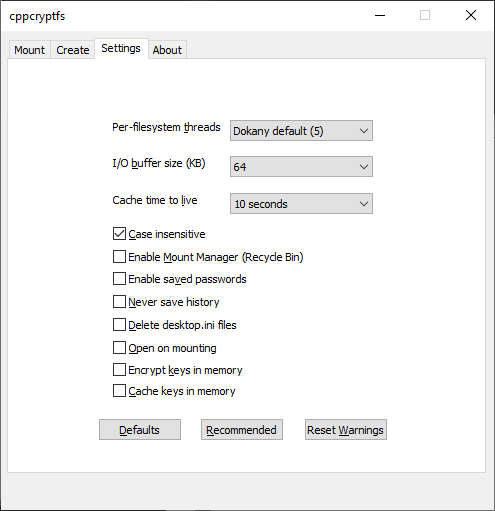 cppcryptfs
Mount Create Settings About
Per-filesystem threads Dokany default (5)
I/O buffer size (KB) 64
Cache time to live 10 seconds
Case insensitive
Enable Mount Manager (Recycle Bin)
Enable saved passwords
Never save history
Delete desktop.ini files
Open on mounting
Encrypt keys in memory
Cache keys in memory
Defaults Recommended Reset Warnings